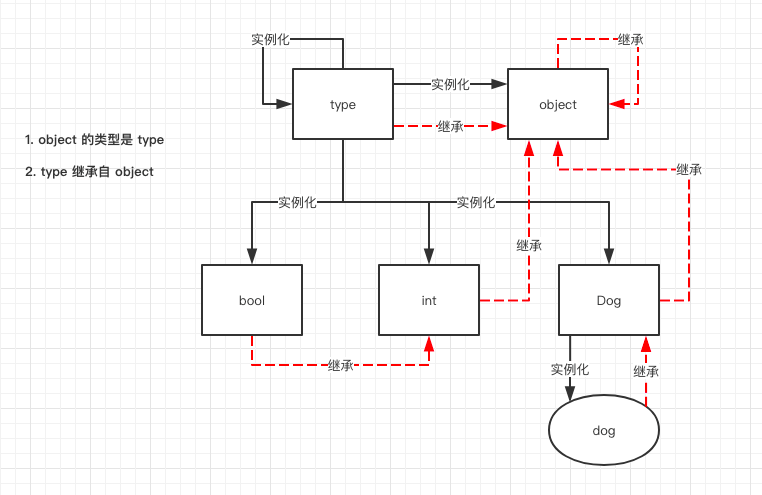 实例化
继承
type
实例化
object
继承
1. object 的类型是 type
2. type 继承自 object
继承
实例化
实例化
继承
bool
int
Dog
继承
实例化
继承
dog